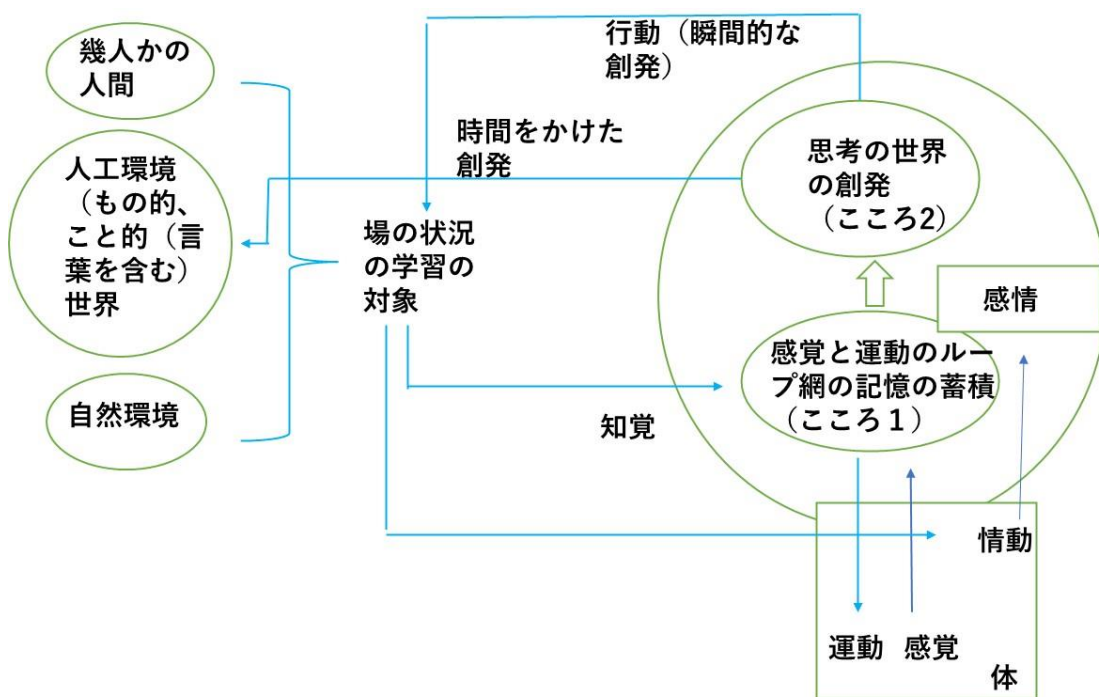 幾人かの
人間
人工環境
（もの的、
こと的（言
葉を含む）
世界
自然環境
行動（瞬間的な
創発）
時間をかけた
創発
場の状況
の学習の
対象
知覚
思考の世界
の創発
（こころ2）
感情
感覚と運動のルー
プ網の記憶の蓄積
（こころ１）
情動
運動
感覚
体